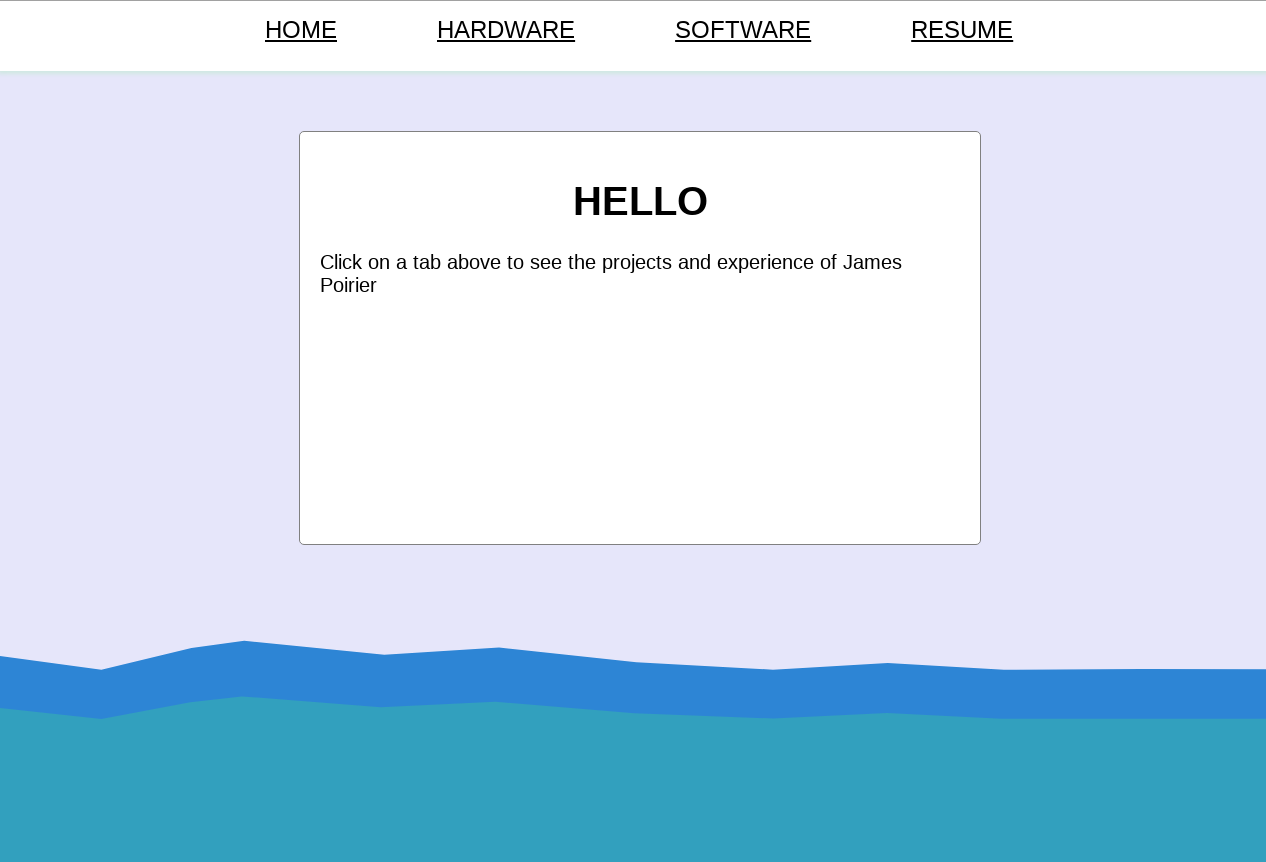 HOME HARDWARE SOFTWARE RESUME
HELLO
Click on a tab above to see the projects and experience of James
Poirier